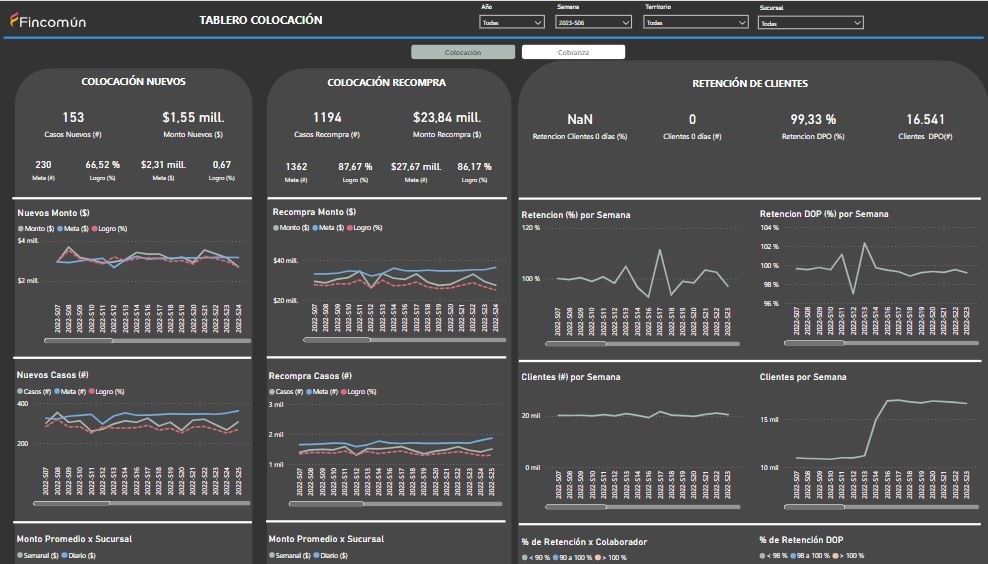 Fincomún
TABLERO COLOCACIÓN
Año
Todas
Semana
2023-S06
Territorio
Todas
Sucursal
Todas
Colocación
Cobranza
COLOCACIÓN NUEVOS
153
Casos Nuevos (#)
$1,55 mill.
Monto Nuevos ($)
230
Meta (#)
66,52 %
Logro (%)
$2,31 mill.
Meta ($)
0,67
Logro (%)
COLOCACIÓN RECOMPRA
1194
Casos Recompra (#)
$23,84 mill.
Monto Recompra ($)
1362
Meta (#)
87,67 %
Logro (%)
$27,67 mill.
Meta (#)
86,17 %
Logro (%)
RETENCIÓN DE CLIENTES
NaN
Retencion Clientes 0 dias (%)
0
Clientes 0 días (#)
99,33 %
Retencion DPO (%)
16.541
Clientes DPO(#)
Nuevos Monto ($)
Monto ($) Meta ($) Logro (%)
$4 mill.
$2 mill.
2022-S07 2022-S08 2022-S09 2022-S10 2022-S11 2022-S12 2022-S13 2022-S14 2022-S15 2022-S16 2022-S17 2022-S18 2022-S19 2022-S20 2022-S21 2022-S22 2022-S23 2022-S24
Recompra Monto ($)
Monto ($) Meta ($) Logro (%)
$40 mill.
$20 mill.
2022-S07 2022-S08 2022-S09 2022-S10 2022-S11 2022-S12 2022-S13 2022-S14 2022-S15 2022-S16 2022-S17 2022-S18 2022-S19 2022-S20 2022-S21 2022-S22 2022-S24
Retencion (%) por Semana
120 %
100 %
2022-S07 2022-S08 2022-S09 2022-S10 2022-S11 2022-S12 2022-S13 2022-S14 2022-S15 2022-S16 2022-S17 2022-S18 2022-S19 2022-S20 2022-S21 2022-S22 2022-S23
Retencion DOP (%) por Semana
104 %
102 %
100 %
98 %
96 %
2022-S07 2022-S08 2022-S09 2022-S10 2022-S11 2022-S12 2022-S13 2022-S14 2022-S15 2022-S16 2022-S17 2022-S18 2022-S19 2022-S20 2022-S21 2022-S22 2022-S23
Nuevos Casos (#)
Casos (#) Meta (#) Logro (%)
400
200
2022-S07 2022-S08 2022-S09 2022-S10 2022-S11 2022-S12 2022-S13 2022-S14 2022-S15 2022-S16 2022-S17 2022-S18 2022-S19 2022-S20 2022-S21 2022-S22 2022-S23 2022-S24 2022-S25
Recompra Casos (#)
Casos (#) Meta (#) Logro (%)
3 mil
2 mil
1 mil
2022-S07 2022-S08 2022-S09 2022-S10 2022-S11 2022-S12 2022-S13 2022-S14 2022-S15 2022-S16 2022-S17 2022-S18 2022-S19 2022-S20 2022-S21 2022-S22 2022-S23 2022-S24
Clientes (#) por Semana
20 mil
0 mil
2022-S07 2022-S08 2022-S09 2022-S10 2022-S11 2022-S12 2022-S13 2022-S14 2022-S15 2022-S16 2022-S17 2022-S18 2022-S19 2022-S20 2022-S21 2022-S22 2022-S23
Clientes por Semana
15 mil
10 mil
2022-S07 2022-S08 2022-S09 2022-S10 2022-S11 2022-S12 2022-S13 2022-S14 2022-S15 2022-S16 2022-S17 2022-S18 2022-S19 2022-S20 2022-S21 2022-S22 2022-S23
Monto Promedio x Sucursal
Semanal ($) Diario ($)
Monto Promedio x Sucursal
Semanal ($) Diario ($)
% de Retención x Colaborador
< 90 % 90 a 100 % > 100 %
% de Retención DOP
< 98 % 98 a 100 % > 100 %